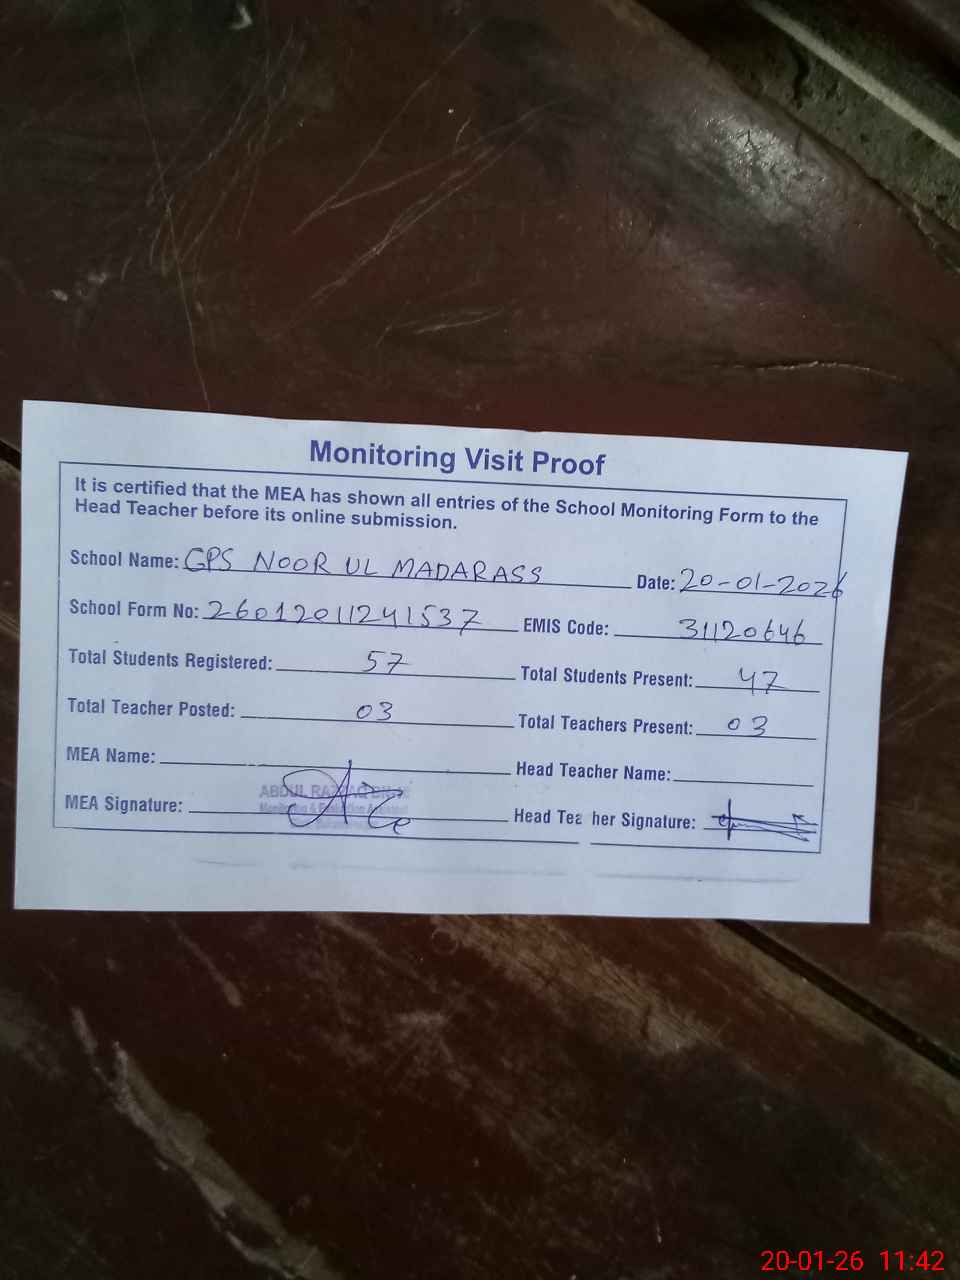 Monitoring Visit Proof
It is certified that the MEA has shown all entries of the School Monitoring Form to the
Head Teacher before its online submission.
School Name: GPS NOOR UL MADARASS Date: 20-01-2026
School Form No: 26012011241537 EMIS Code: 31120646
Total Students Registered: 57 Total Students Present: 47
Total Teacher Posted: 03 Total Teachers Present: 03
MEA Name: Head Teacher Name:
ABDUL
MEA Signature: Head Teacher Signature:
20-01-26 11:42